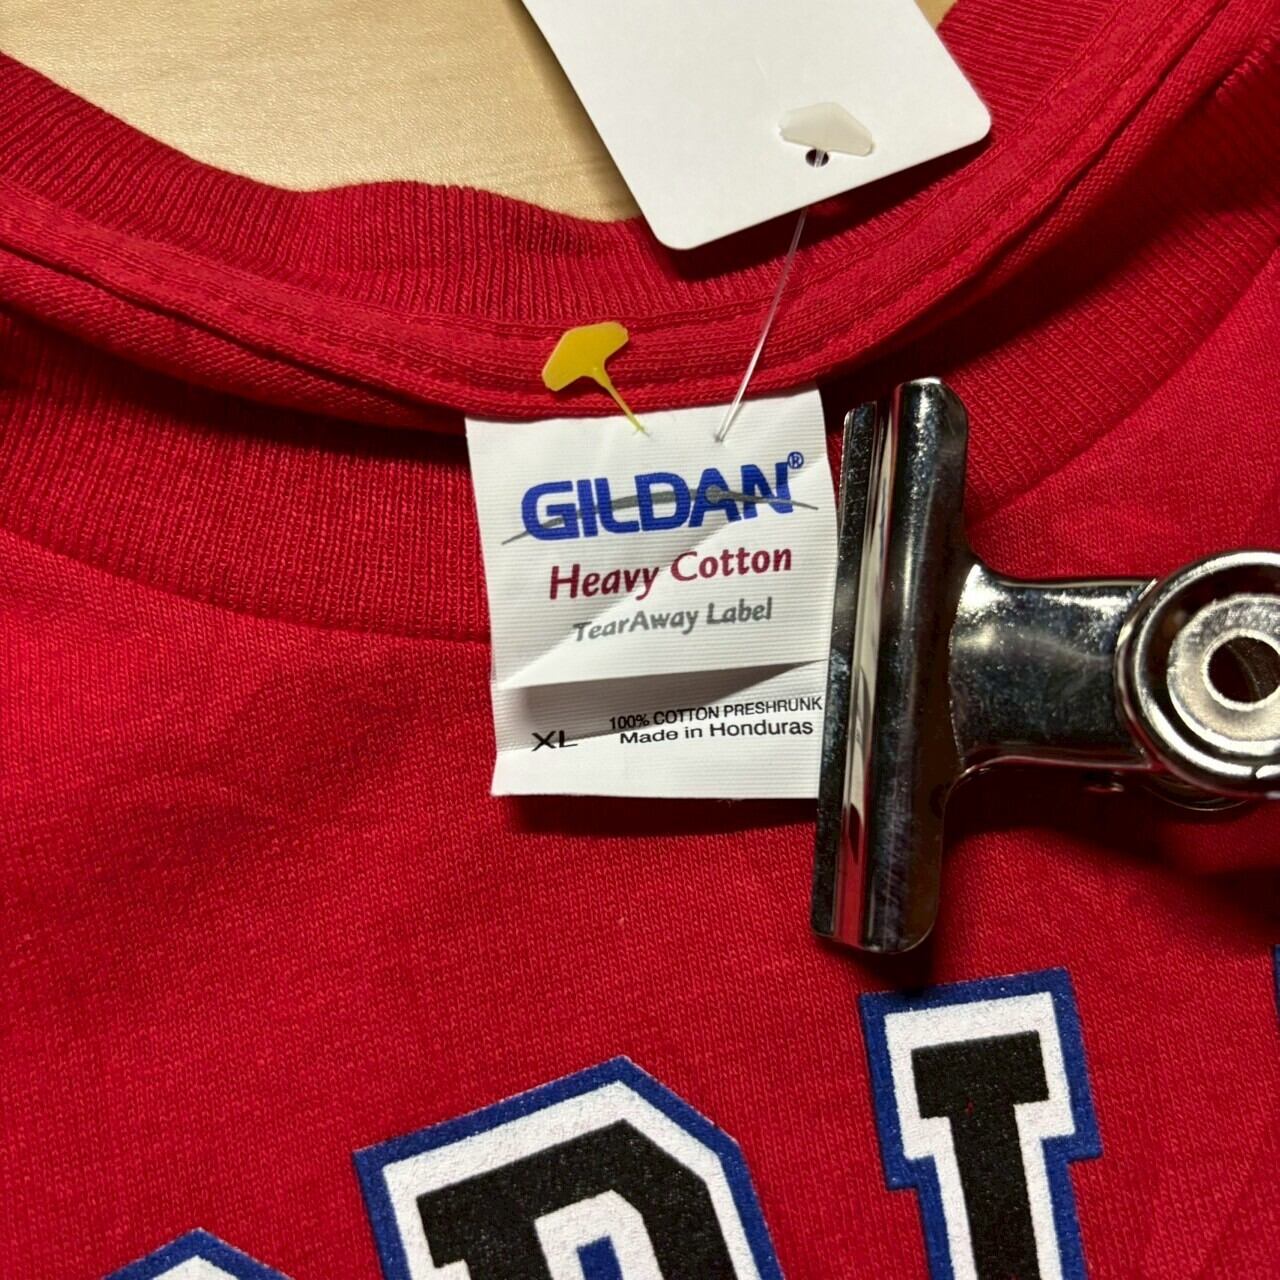 GILDAN®
Heavy Cotton
TearAway Label
100% COTTON PRESHRUNK
XL Made in Honduras